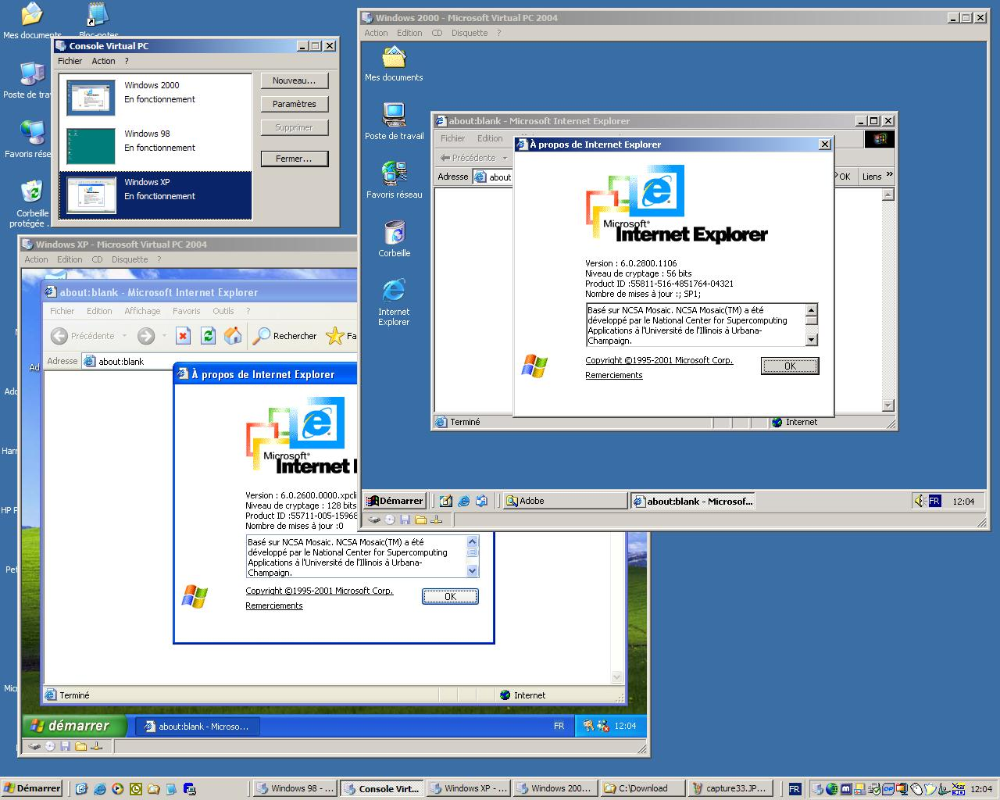 Mes documents
Bloc-notes
Favoris rése
Corbeille
protégée .
Console Virtual PC
Fichier Action ?
Windows 2000
En fonctionnement
Windows 98
En fonctionnement
Windows XP
En fonctionnement
Nouveau...
Paramètres
Supprimer
Fermer...
Windows 2000 - Microsoft Virtual PC 2004
Action Edition CD Disquette ?
Mes documents
Poste de travail
Favoris réseau
Corbeille
Internet
Explorer
about:blank - Microsoft Internet Explorer
Fichier Edition
Précédente
Adresse about
OK Liens »
À propos de Internet Explorer
Microsoft®
Internet Explorer
Version : 6.0.2800.1106
Niveau de cryptage : 56 bits
Product ID :55811-516-4851764-04321
Nombre de mises à jour :; SP1;
Basé sur NCSA Mosaic. NCSA Mosaic(TM) a été
développé par le National Center for Supercomputing
Applications à l'Université de l'Illinois à Urbana-
Champaign.
Copyright ©1995-2001 Microsoft Corp.
Remerciements
OK
Terminé
Internet
Démarrer
Adobe
about:blank - Microsof...
FR
12:04
Windows XP - Microsoft Virtual PC 2004
Action Edition CD Disquette ?
about:blank - Microsoft Internet Explorer
Fichier Edition Affichage Favoris Outils ?
Précédente
Rechercher
Fa
Adresse about:blank
À propos de Internet Explorer
Microsoft®
Internet
Version : 6.0.2600.0000.xpcli
Niveau de cryptage : 128 bits
Product ID :55711-005-15968
Nombre de mises à jour :0
Basé sur NCSA Mosaic. NCSA Mosaic(TM) a été
développé par le National Center for Supercomputing
Applications à l'Université de l'Illinois à Urbana-
Champaign.
Copyright ©1995-2001 Microsoft Corp.
Remerciements
OK
Terminé
Internet
démarrer
about:blank - Microso...
FR
12:04
Démarrer
Windows 98 - ...
Console Virt...
Windows XP - ...
Windows 200...
C:\Download
capture33.JP...
FR
12:04